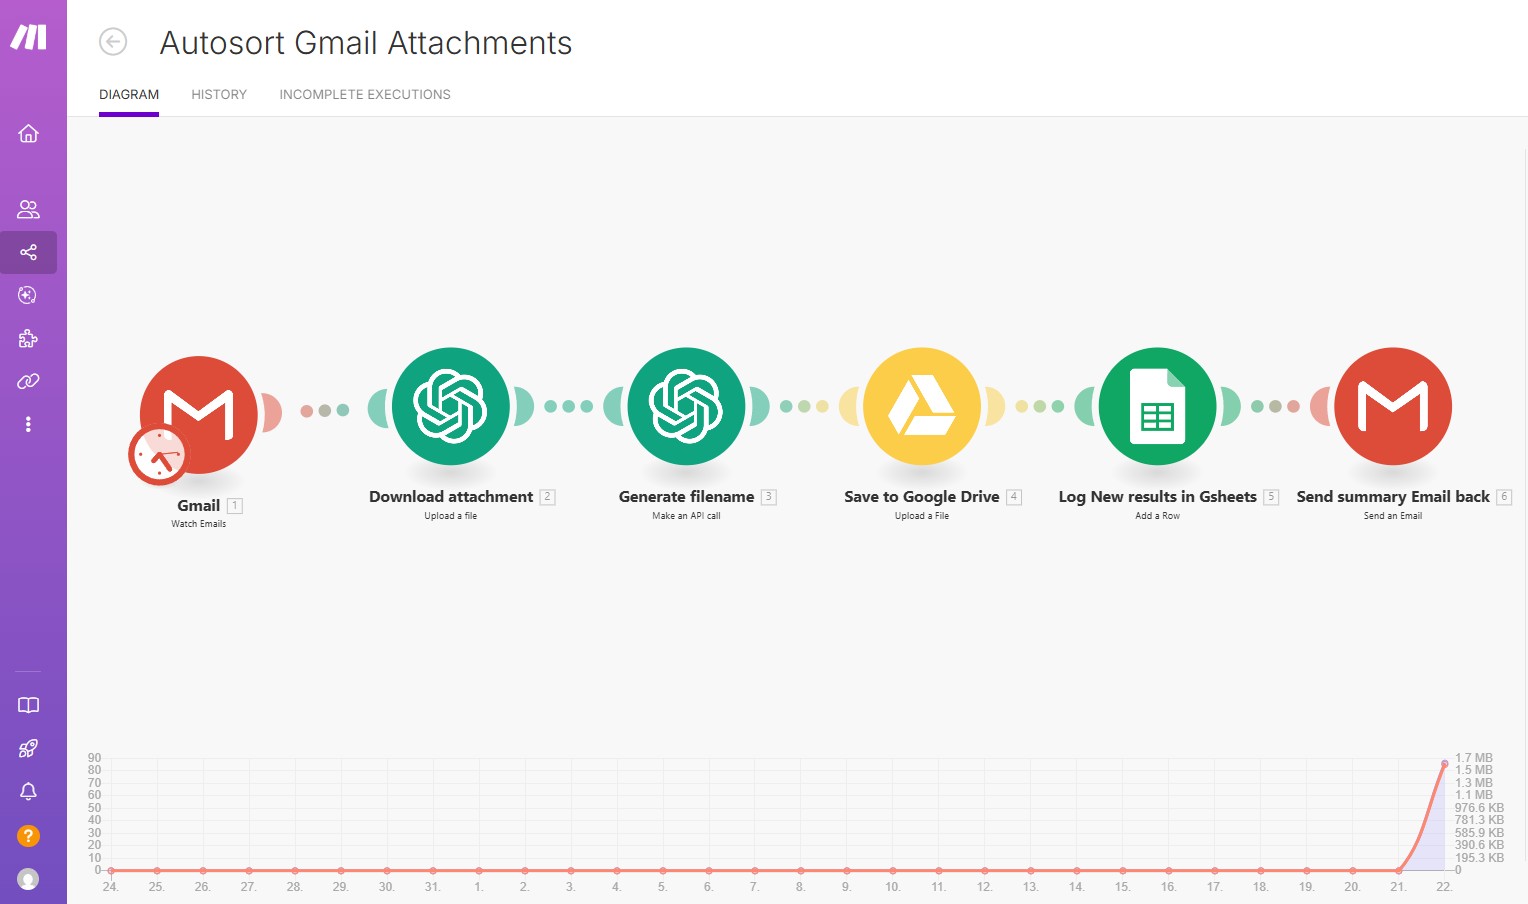 Autosort Gmail Attachments
DIAGRAM HISTORY INCOMPLETE EXECUTIONS
Gmail 1
Watch Emails
Download attachment 2
Upload a file
Generate filename 3
Make an API call
Save to Google Drive 4
Upload a File
Log New results in Gsheets 5
Add a Row
Send summary Email back 6
Send an Email
90 1.7 MB
80 1.5 MB
70 1.3 MB
60 1.1 MB
50 976.6 KB
40 781.3 KB
30 585.9 KB
20 390.6 KB
10 195.3 KB
0 0
24. 25. 26. 27. 28. 29. 30. 31. 1. 2. 3. 4. 5. 6. 7. 8. 9. 10. 11. 12. 13. 14. 15. 16. 17. 18. 19. 20. 21. 22.
?